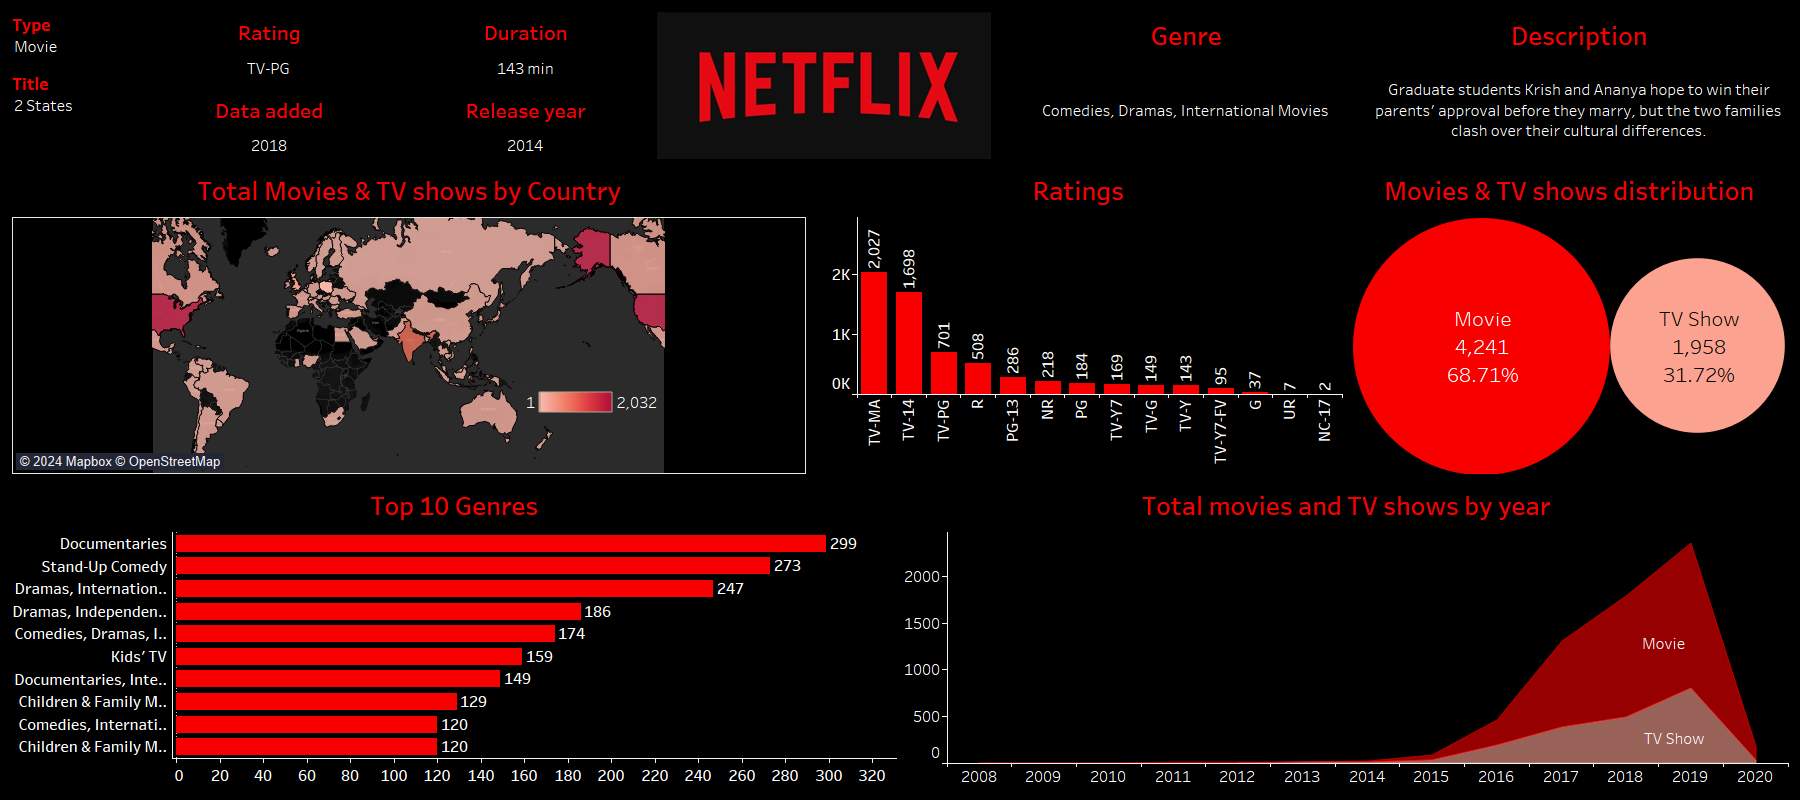 Type
Movie
Title
2 States
Rating
TV-PG
Data added
2018
Duration
143 min
Release year
2014
NETFLIX
Genre
Comedies, Dramas, International Movies
Description
Graduate students Krish and Ananya hope to win their
parents’ approval before they marry, but the two families
clash over their cultural differences.
Total Movies & TV shows by Country
1
2,032
© 2024 Mapbox © OpenStreetMap
Ratings
2K
1K
0K
2,027
1,698
701
508
286
218
184
169
149
143
95
37
7
2
TV-MA
TV-14
TV-PG
R
PG-13
NR
PG
TV-Y7
TV-G
TV-Y
TV-Y7-FV
G
UR
NC-17
Movies & TV shows distribution
Movie
4,241
68.71%
TV Show
1,958
31.72%
Top 10 Genres
Documentaries 299
Stand-Up Comedy 273
Dramas, Internation.. 247
Dramas, Independen.. 186
Comedies, Dramas, I.. 174
Kids’ TV 159
Documentaries, Inte.. 149
Children & Family M.. 129
Comedies, Internati.. 120
Children & Family M.. 120
0 20 40 60 80 100 120 140 160 180 200 220 240 260 280 300 320
Total movies and TV shows by year
2000
1500
1000
500
0
Movie
TV Show
2008 2009 2010 2011 2012 2013 2014 2015 2016 2017 2018 2019 2020